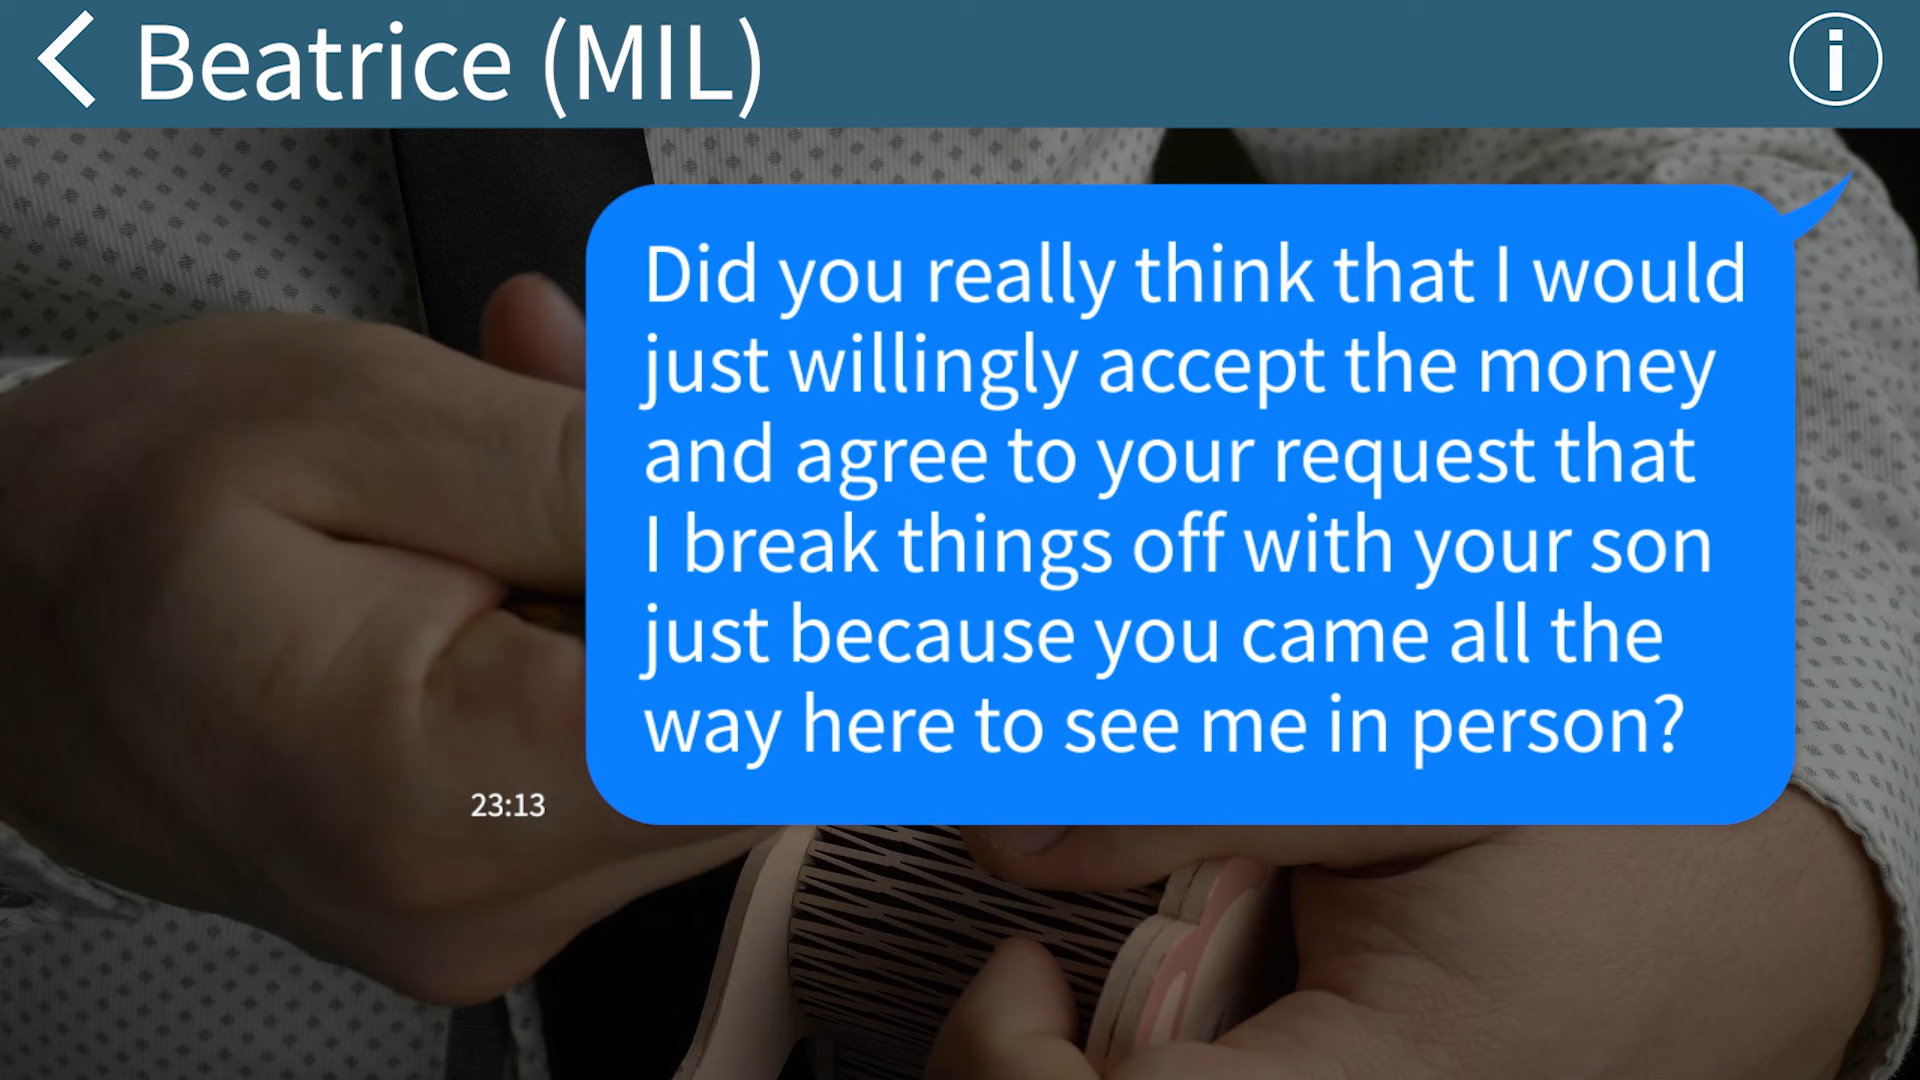 Beatrice (MIL)
Did you really think that I would
just willingly accept the money
and agree to your request that
I break things off with your son
just because you came all the
way here to see me in person?
23:13